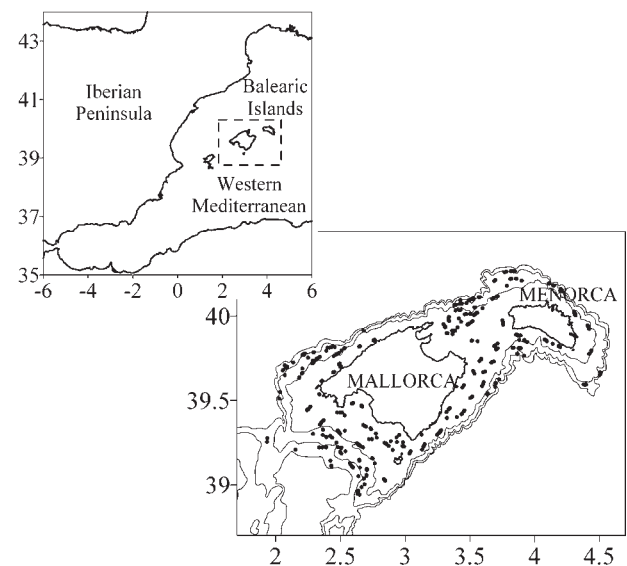 43
41
39
37
35
Iberian
Peninsula
Balearic
Islands
Western
Mediterranean
-6 -4 -2 0 2 4 6
MENORCA
MALLORCA
40
39.5
39
2 2.5 3 3.5 4 4.5